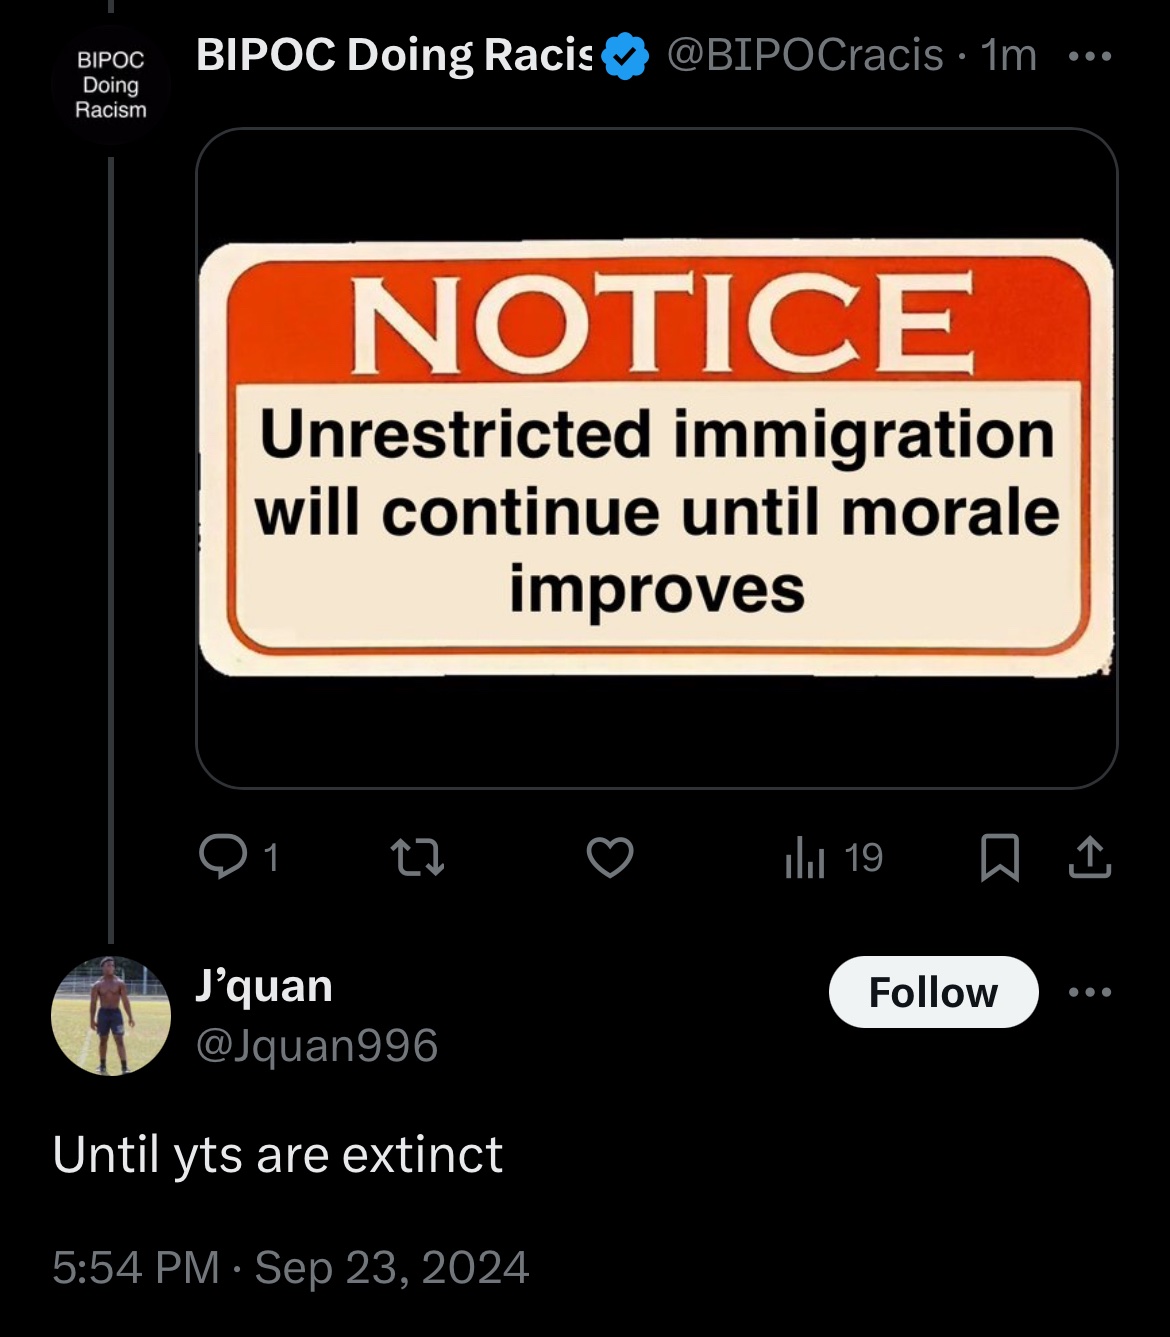 BIPOC
Doing
Racism
BIPOC Doing Racis @BIPOCracis · 1m
NOTICE
Unrestricted immigration
will continue until morale
improves
1
19
J’quan
@Jquan996
Follow
Until yts are extinct
5:54 PM · Sep 23, 2024